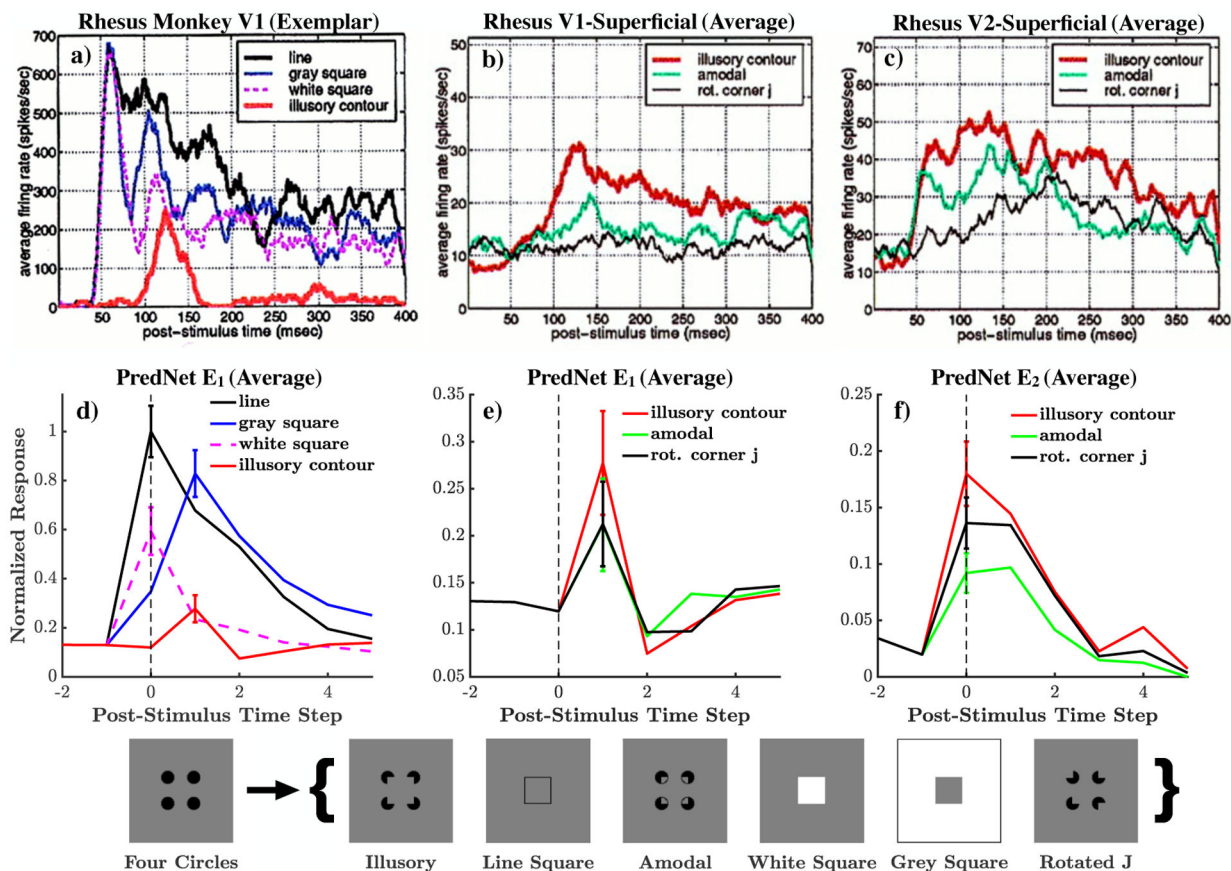 Rhesus Monkey V1 (Exemplar)
Rhesus V1-Superficial (Average)
Rhesus V2-Superficial (Average)
a)
line
gray square
white square
illusory contour
average firing rate (spikes/sec)
700
600
500
400
300
200
100
0
50 100 150 200 250 300 350 400
post-stimulus time (msec)
b)
illusory contour
amodal
rot. corner j
average firing rate (spikes/sec)
50
40
30
20
10
0
50 100 150 200 250 300 350 400
post-stimulus time (msec)
c)
illusory contour
amodal
rot. corner j
average firing rate (spikes/sec)
70
60
50
40
30
20
10
0
50 100 150 200 250 300 350 400
post-stimulus time (msec)
PredNet E1 (Average)
d)
line
gray square
white square
illusory contour
Normalized Response
1
0.8
0.6
0.4
0.2
0
-2 0 2 4
Post-Stimulus Time Step
PredNet E1 (Average)
e)
illusory contour
amodal
rot. corner j
0.35
0.3
0.25
0.2
0.15
0.1
0.05
-2 0 2 4
Post-Stimulus Time Step
PredNet E2 (Average)
f)
illusory contour
amodal
rot. corner j
0.25
0.2
0.15
0.1
0.05
0
-2 0 2 4
Post-Stimulus Time Step
{ }
Four Circles
Illusory
Line Square
Amodal
White Square
Grey Square
Rotated J